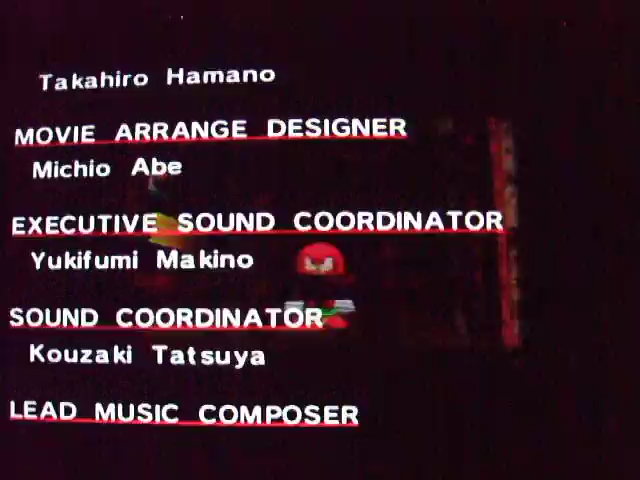 Takahiro Hamano
MOVIE ARRANGE DESIGNER
Michio Abe
EXECUTIVE SOUND COORDINATOR
Yukifumi Makino
SOUND COORDINATOR
Kouzaki Tatsuya
LEAD MUSIC COMPOSER